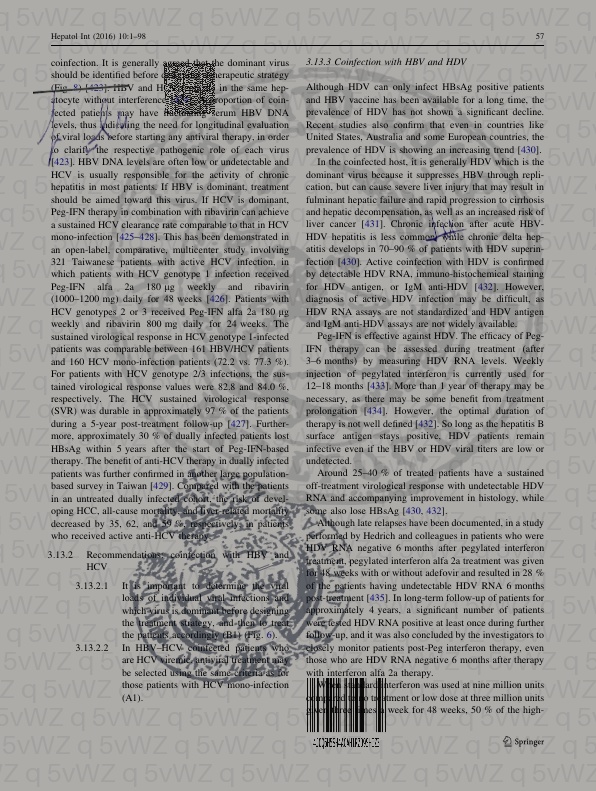 Hepatol Int (2016) 10:1–98
57
coinfection. It is generally agreed that the dominant virus
should be identified before therapeutic strategy
(Fig. 8) [423]. HBV and HCV in the same hep-
atocyte without interference proportion of coin-
fected patients may have serum HBV DNA
levels, thus indicating the need for longitudinal evaluation
of viral loads before starting any antiviral therapy, in order
to clarify the respective pathogenic role of each virus
[423]. HBV DNA levels are often low or undetectable and
HCV is usually responsible for the activity of chronic
hepatitis in most patients. If HBV is dominant, treatment
should be aimed toward this virus. If HCV is dominant,
Peg-IFN therapy in combination with ribavirin can achieve
a sustained HCV clearance rate comparable to that in HCV
mono-infection [425–428]. This has been demonstrated in
an open-label, comparative, multicenter study involving
321 Taiwanese patients with active HCV infection, in
which patients with HCV genotype 1 infection received
Peg-IFN alfa 2a 180 µg weekly and ribavirin
(1000–1200 mg) daily for 48 weeks [426]. Patients with
HCV genotypes 2 or 3 received Peg-IFN alfa 2a 180 µg
weekly and ribavirin 800 mg daily for 24 weeks. The
sustained virological response in HCV genotype 1-infected
patients was comparable between 161 HBV/HCV patients
and 160 HCV mono-infection patients (72.2 vs. 77.3 %).
For patients with HCV genotype 2/3 infections, the sus-
tained virological response values were 82.8 and 84.0 %,
respectively. The HCV sustained virological response
(SVR) was durable in approximately 97 % of the patients
during a 5-year post-treatment follow-up [427]. Further-
more, approximately 30 % of dually infected patients lost
HBsAg within 5 years after the start of Peg-IFN-based
therapy. The benefit of anti-HCV therapy in dually infected
patients was further confirmed in another large population-
based survey in Taiwan [429]. Compared with the patients
in an untreated dually infected cohort, the risk of devel-
oping HCC, all-cause mortality, and liver-related mortality
decreased by 35, 62, and 59 %, respectively, in patients
who received active anti-HCV therapy.
3.13.2 Recommendations: coinfection with HBV and
HCV
3.13.2.1 It is important to determine the viral
loads of individual viral infections and
which virus is dominant before designing
the treatment strategy, and then to treat
the patients accordingly (B1) (Fig. 6).
3.13.2.2 In HBV–HCV coinfected patients who
are HCV viremic, antiviral treatment may
be selected using the same criteria as for
those patients with HCV mono-infection
(A1).
3.13.3 Coinfection with HBV and HDV
Although HDV can only infect HBsAg positive patients
and HBV vaccine has been available for a long time, the
prevalence of HDV has not shown a significant decline.
Recent studies also confirm that even in countries like
United States, Australia and some European countries, the
prevalence of HDV is showing an increasing trend [430].
In the coinfected host, it is generally HDV which is the
dominant virus because it suppresses HBV through repli-
cation, but can cause severe liver injury that may result in
fulminant hepatic failure and rapid progression to cirrhosis
and hepatic decompensation, as well as an increased risk of
liver cancer [431]. Chronic infection after acute HBV-
HDV hepatitis is less common, while chronic delta hep-
atitis develops in 70–90 % of patients with HDV superin-
fection [430]. Active coinfection with HDV is confirmed
by detectable HDV RNA, immuno-histochemical staining
for HDV antigen, or IgM anti-HDV [432]. However,
diagnosis of active HDV infection may be difficult, as
HDV RNA assays are not standardized and HDV antigen
and IgM anti-HDV assays are not widely available.
Peg-IFN is effective against HDV. The efficacy of Peg-
IFN therapy can be assessed during treatment (after
3–6 months) by measuring HDV RNA levels. Weekly
injection of pegylated interferon is currently used for
12–18 months [433]. More than 1 year of therapy may be
necessary, as there may be some benefit from treatment
prolongation [434]. However, the optimal duration of
therapy is not well defined [432]. So long as the hepatitis B
surface antigen stays positive, HDV patients remain
infective even if the HBV or HDV viral titers are low or
undetected.
Around 25–40 % of treated patients have a sustained
off-treatment virological response with undetectable HDV
RNA and accompanying improvement in histology, while
some also lose HBsAg [430, 432].
Although late relapses have been documented, in a study
performed by Hedrich and colleagues in patients who were
HDV RNA negative 6 months after pegylated interferon
treatment, pegylated interferon alfa 2a treatment was given
for 48 weeks with or without adefovir and resulted in 28 %
of the patients having undetectable HDV RNA 6 months
post-treatment [435]. In long-term follow-up of patients for
approximately 4 years, a significant number of patients
were tested HDV RNA positive at least once during further
follow-up, and it was also concluded by the investigators to
closely monitor patients post-Peg interferon therapy, even
those who are HDV RNA negative 6 months after therapy
with interferon alfa 2a therapy.
When standard interferon was used at nine million units
compared to no treatment or low dose at three million units
given three times a week for 48 weeks, 50 % of the high-
Springer